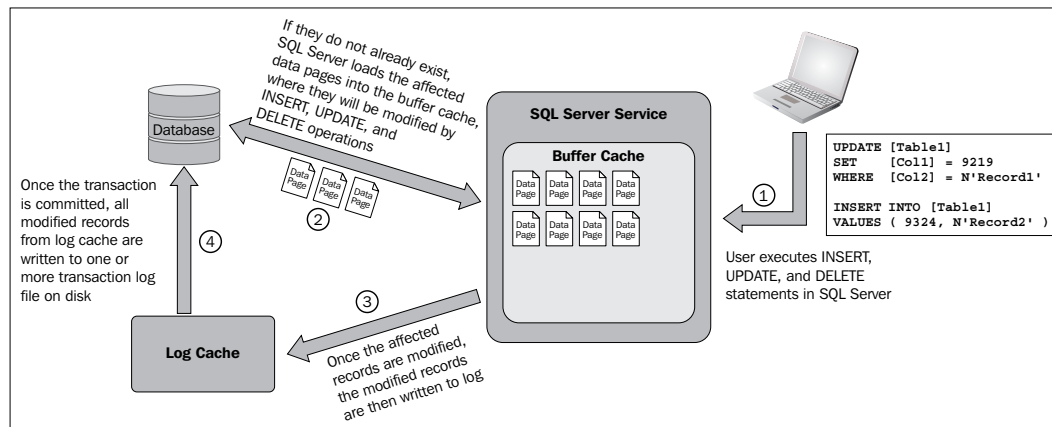 If they do not already exist,
SQL Server loads the affected
data pages into the buffer cache,
where they will be modified by
INSERT, UPDATE, and
DELETE operations
Database
Data
Page
Data
Page
Data
Page
2
SQL Server Service
Buffer Cache
Data
Page
Data
Page
Data
Page
Data
Page
Data
Page
Data
Page
Data
Page
Data
Page
1
UPDATE [Table1]
SET [Col1] = 9219
WHERE [Col2] = N'Record1'
INSERT INTO [Table1]
VALUES ( 9324, N'Record2' )
User executes INSERT,
UPDATE, and DELETE
statements in SQL Server
3
Once the affected
records are modified,
the modified records
are then written to log
Log Cache
4
Once the transaction
is committed, all
modified records
from log cache are
written to one or
more transaction log
file on disk